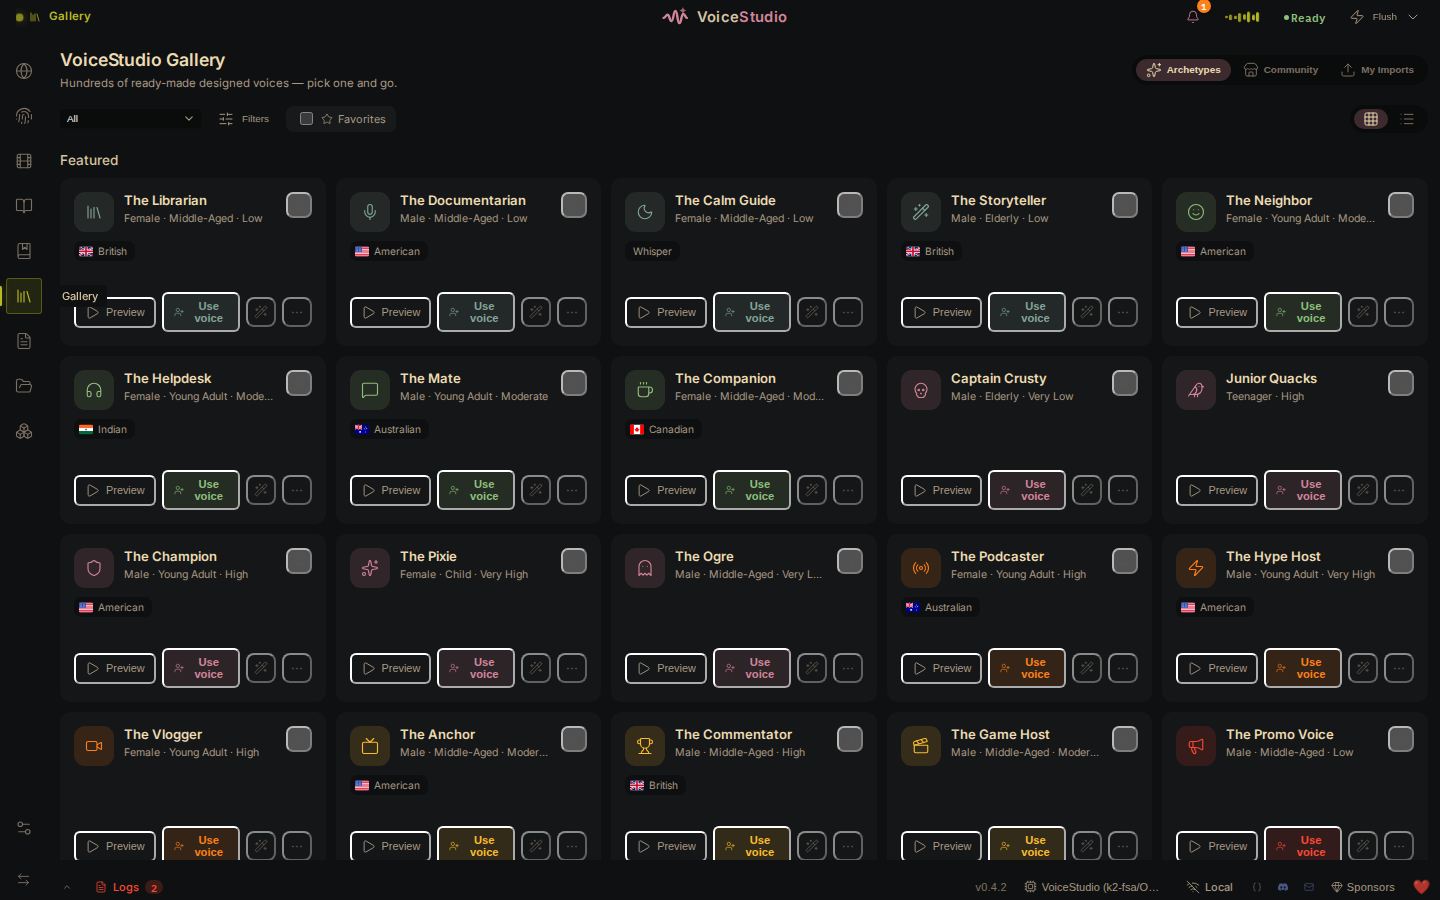 Gallery
VoiceStudio
1
Ready
Flush
VoiceStudio Gallery
Hundreds of ready-made designed voices — pick one and go.
Archetypes
Community
My Imports
All
Filters
Favorites
Featured
The Librarian
Female · Middle-Aged · Low
British
Preview
Use voice
The Documentarian
Male · Middle-Aged · Low
American
Preview
Use voice
The Calm Guide
Female · Middle-Aged · Low
Whisper
Preview
Use voice
The Storyteller
Male · Elderly · Low
British
Preview
Use voice
The Neighbor
Female · Young Adult · Mode...
American
Preview
Use voice
Gallery
The Helpdesk
Female · Young Adult · Mode...
Indian
Preview
Use voice
The Mate
Male · Young Adult · Moderate
Australian
Preview
Use voice
The Companion
Female · Middle-Aged · Mod...
Canadian
Preview
Use voice
Captain Crusty
Male · Elderly · Very Low
Preview
Use voice
Junior Quacks
Teenager · High
Preview
Use voice
The Champion
Male · Young Adult · High
American
Preview
Use voice
The Pixie
Female · Child · Very High
Preview
Use voice
The Ogre
Male · Middle-Aged · Very L...
Preview
Use voice
The Podcaster
Female · Young Adult · High
Australian
Preview
Use voice
The Hype Host
Male · Young Adult · Very High
American
Preview
Use voice
The Vlogger
Female · Young Adult · High
Preview
Use voice
The Anchor
Male · Middle-Aged · Moder...
American
Preview
Use voice
The Commentator
Male · Middle-Aged · High
British
Preview
Use voice
The Game Host
Male · Middle-Aged · Moder...
Preview
Use voice
The Promo Voice
Male · Middle-Aged · Low
Preview
Use voice
Logs 2
v0.4.2
VoiceStudio (k2-fsa/O...
Local
Sponsors